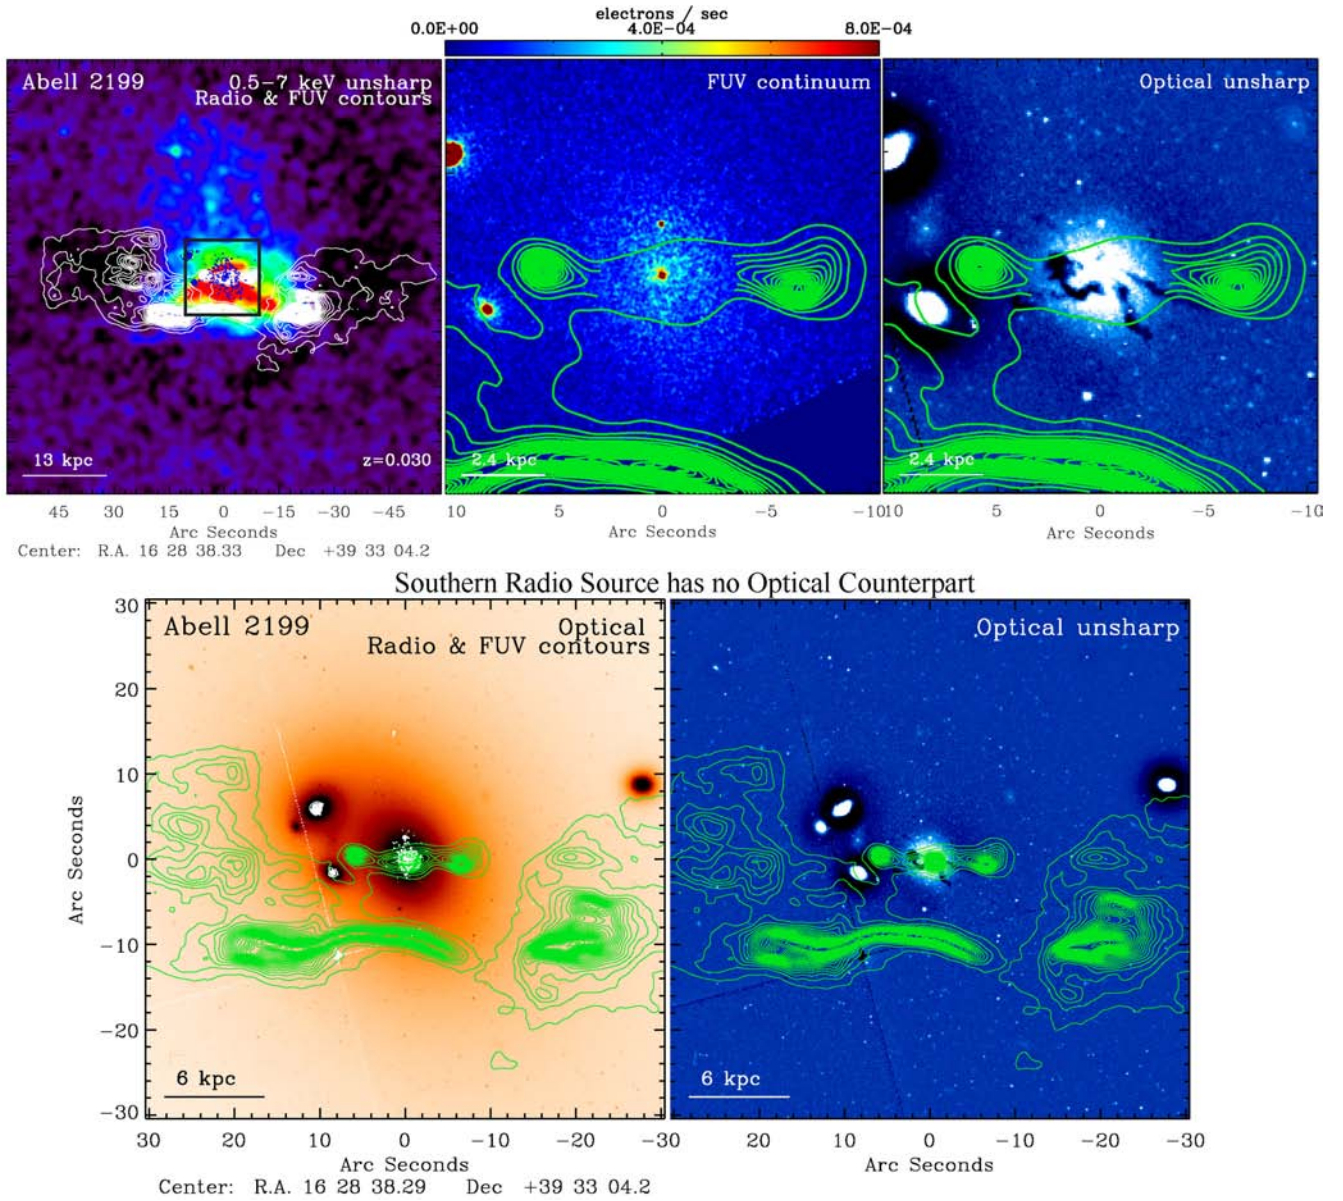 electrons / sec
0.0E+00 4.0E-04 8.0E-04
Abell 2199 0.5-7 keV unsharp
Radio & FUV contours
FUV continuum
Optical unsharp
13 kpc z=0.030
2.4 kpc
2.4 kpc
45 30 15 0 -15 -30 -45
10 5 0 -5 -10
5 0 -5 -10
Arc Seconds
Arc Seconds
Arc Seconds
Center: R.A. 16 28 38.33 Dec +39 33 04.2
Southern Radio Source has no Optical Counterpart
Abell 2199 Optical
Radio & FUV contours
Optical unsharp
30
20
10
0
-10
-20
-30
Arc Seconds
6 kpc
6 kpc
30 20 10 0 -10 -20 -30
20 10 0 -10 -20 -30
Arc Seconds
Arc Seconds
Center: R.A. 16 28 38.29 Dec +39 33 04.2